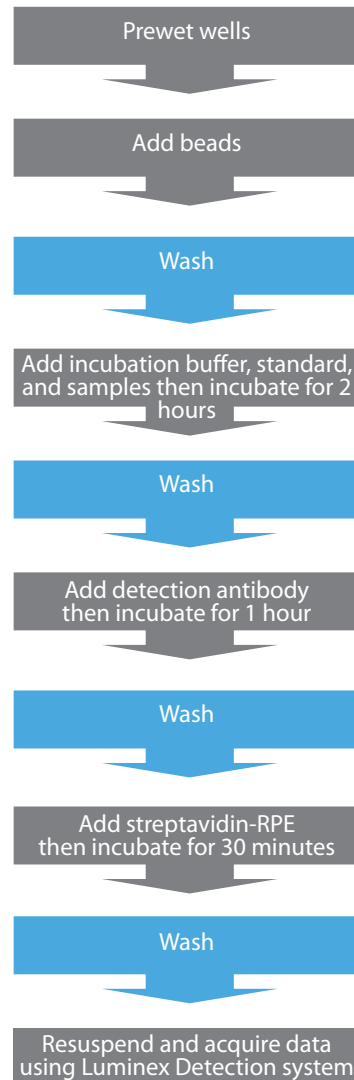 Prewet wells
Add beads
Wash
Add incubation buffer, standard,
and samples then incubate for 2
hours
Wash
Add detection antibody
then incubate for 1 hour
Wash
Add streptavidin-RPE
then incubate for 30 minutes
Wash
Resuspend and acquire data
using Luminex Detection system